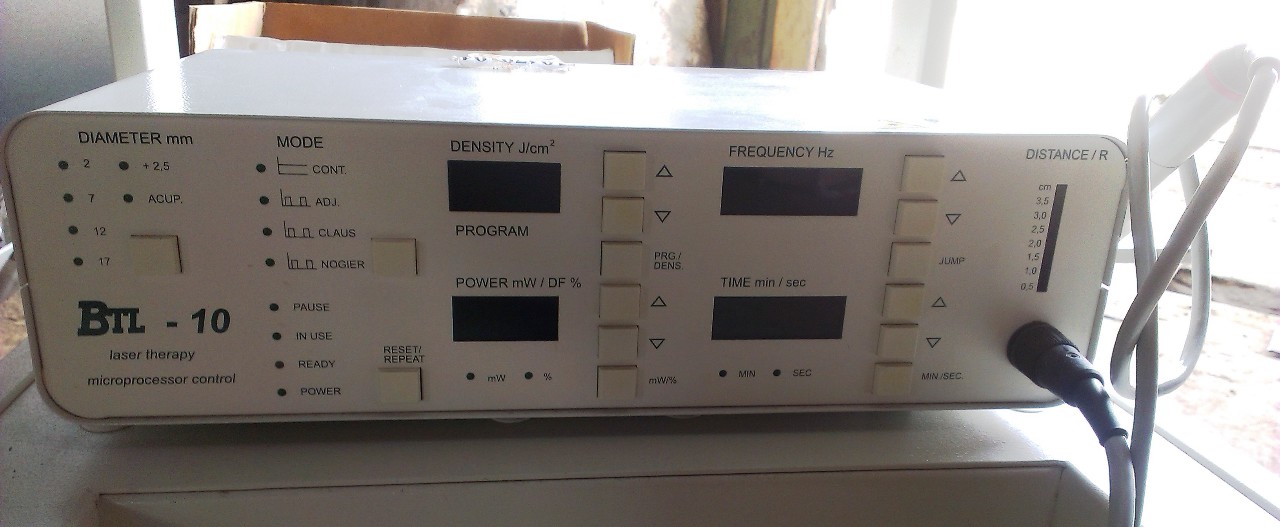 DIAMETER mm
2
+ 2,5
7
ACUP.
12
17
MODE
CONT.
ADJ.
CLAUS
NOGIER
PAUSE
IN USE
READY
POWER
RESET/
REPEAT
BTL - 10
laser therapy
microprocessor control
DENSITY J/cm²
PROGRAM
PRG /
DENS.
POWER mW / DF %
mW
%
mW/%
FREQUENCY Hz
JUMP
TIME min / sec
MIN
SEC
MIN./SEC.
DISTANCE / R
cm
3,5
3,0
2,5
2,0
1,5
1,0
0,5